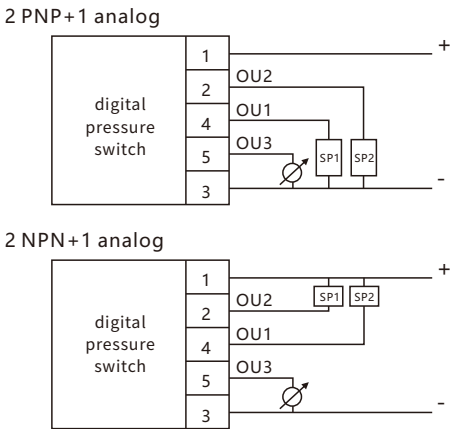 2 PNP+1 analog
+
1
OU2
2
digital
pressure
switch
OU1
4
OU3
5
SP1
SP2
3
-
2 NPN+1 analog
+
1
SP1
SP2
OU2
2
digital
pressure
switch
OU1
4
OU3
5
3
-